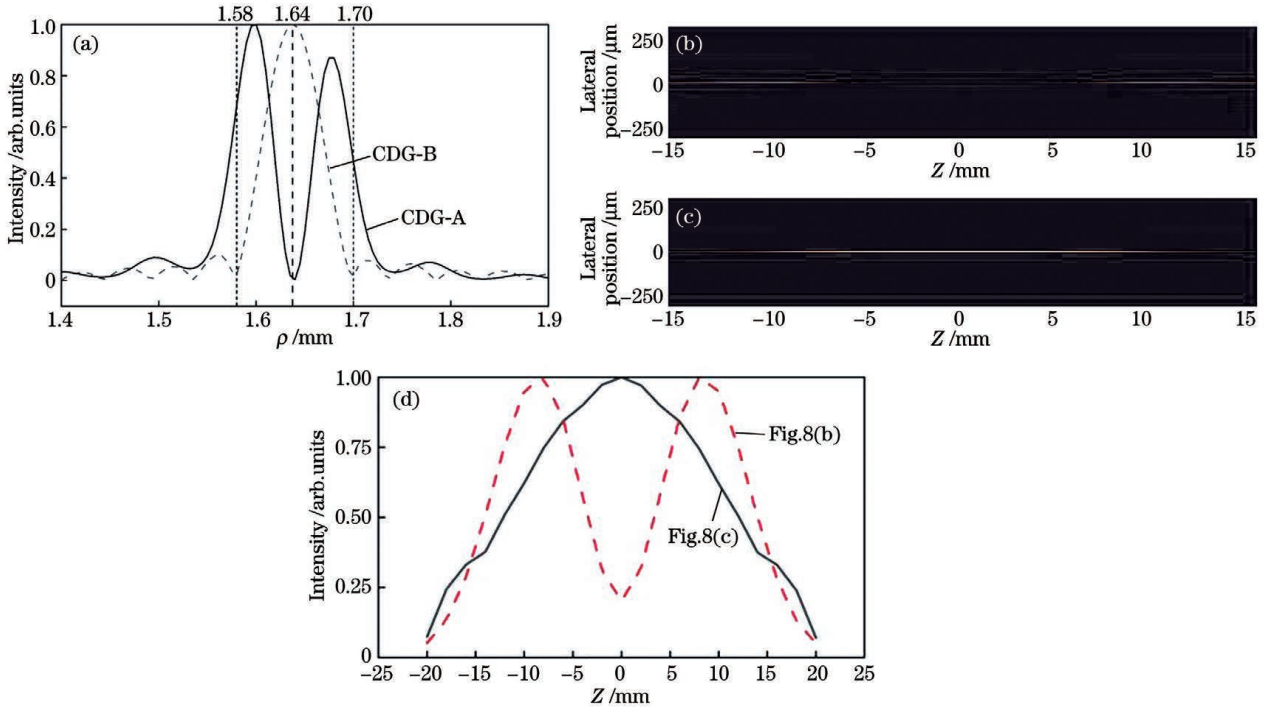 1.58 1.64 1.70
(a)
1.0
0.8
0.6
0.4
0.2
0
Intensity /arb.units
CDG-B
CDG-A
1.4 1.5 1.6 1.7 1.8 1.9
ρ /mm
(b)
250
0
−250
Lateral
position /μm
−15 −10 −5 0 5 10 15
Z /mm
(c)
250
0
−250
Lateral
position /μm
−15 −10 −5 0 5 10 15
Z /mm
(d)
1.00
0.75
0.50
0.25
0
Intensity /arb.units
Fig.8(b)
Fig.8(c)
−25 −20 −15 −10 −5 0 5 10 15 20 25
Z /mm